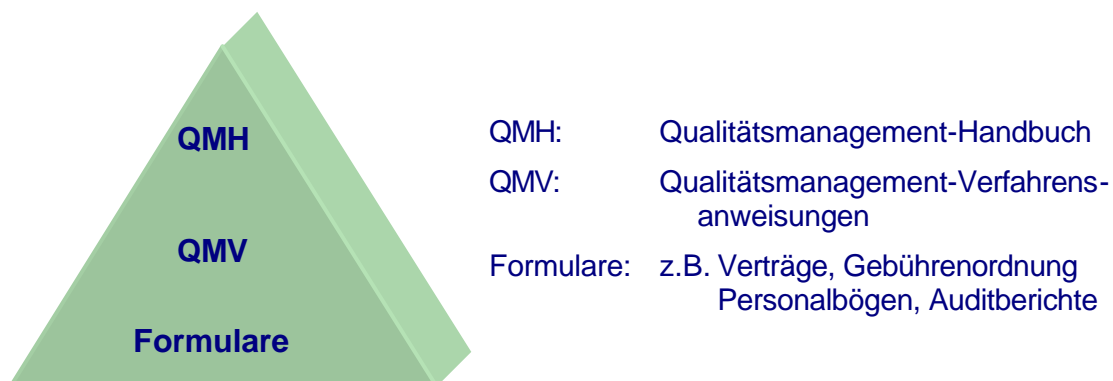 QMH
QMV
Formulare
QMH: Qualitätsmanagement-Handbuch
QMV: Qualitätsmanagement-Verfahrens-
anweisungen
Formulare: z.B. Verträge, Gebührenordnung
Personalbögen, Auditberichte